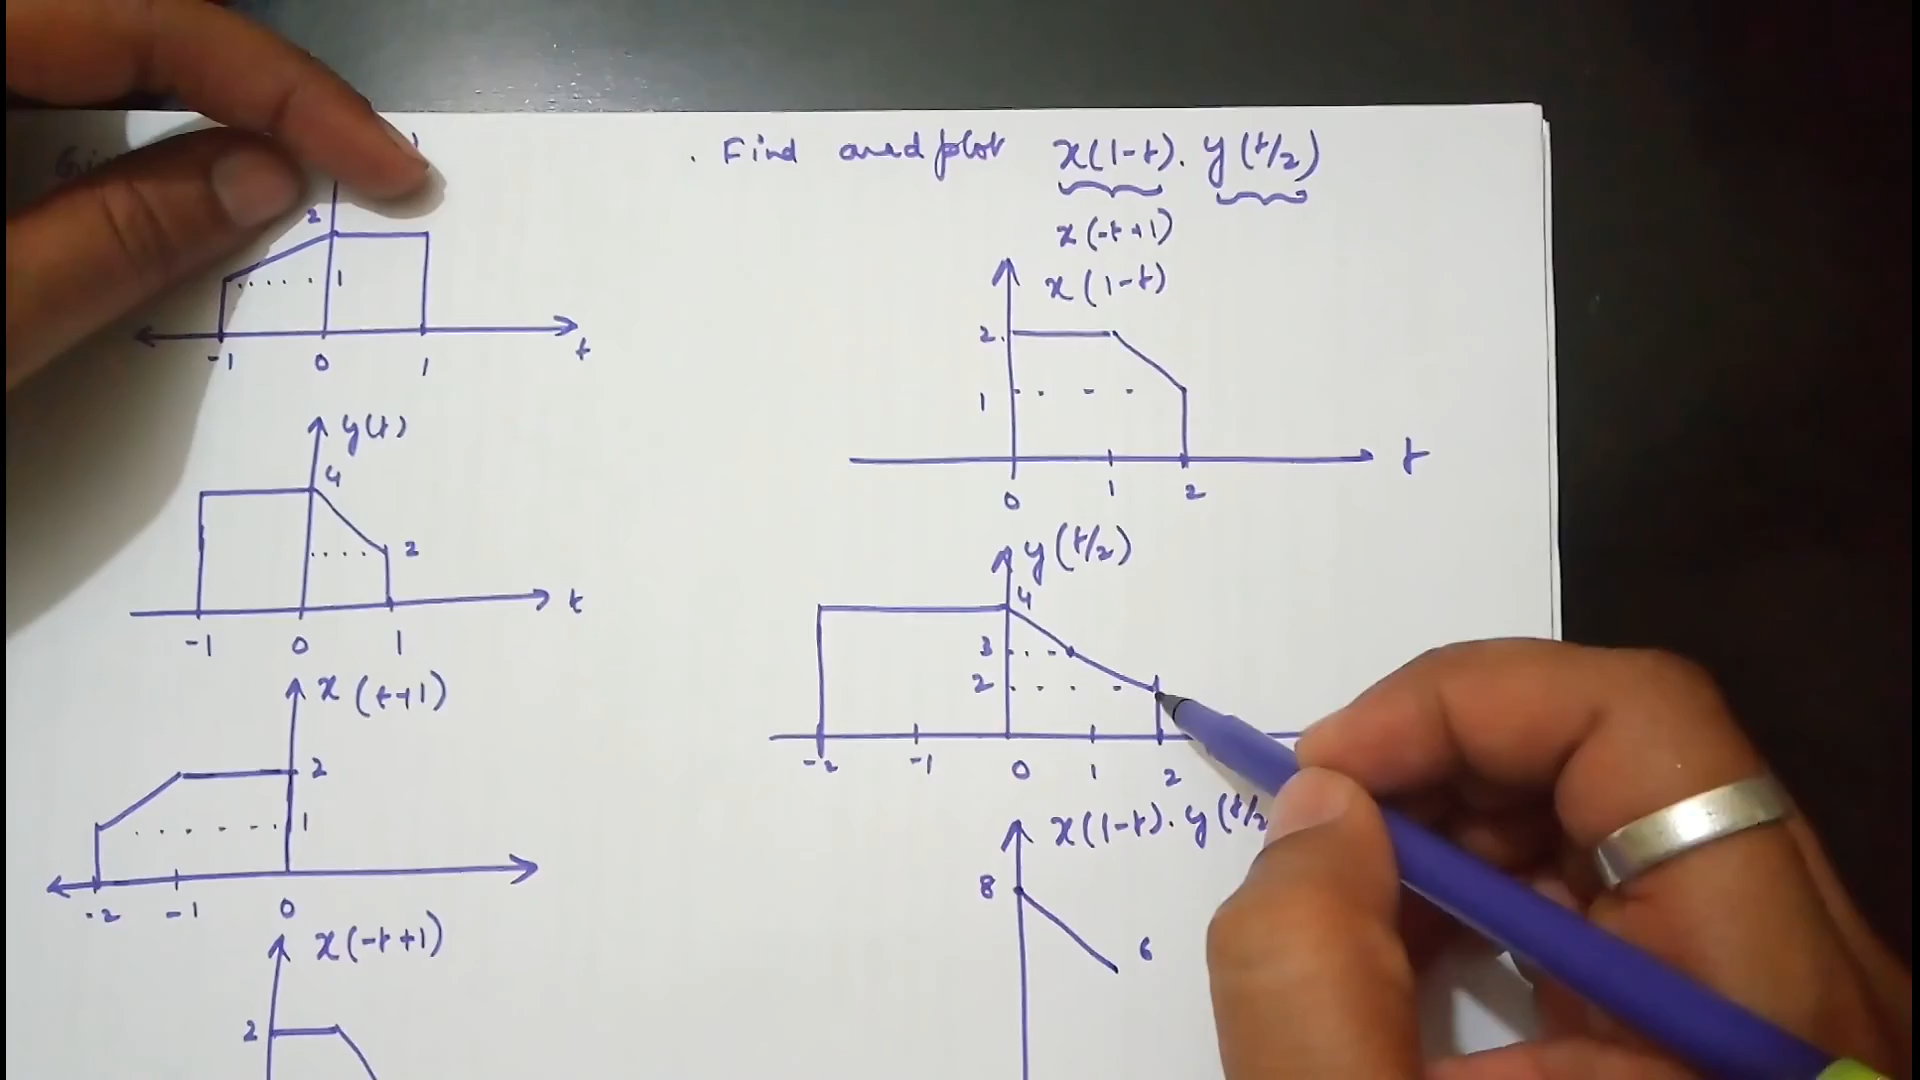 . Find and plot x(1-t). y(t/2)
x(-t+1)
x(1-t)
2
1
0 1 2
t
2
1
-1 0 1
t
y(t)
4
2
-1 0 1
t
x(t+1)
2
1
-2 -1 0
x(-t+1)
2
y(t/2)
4
3
2
-2 -1 0 1 2
x(1-t). y(t/2
8
6